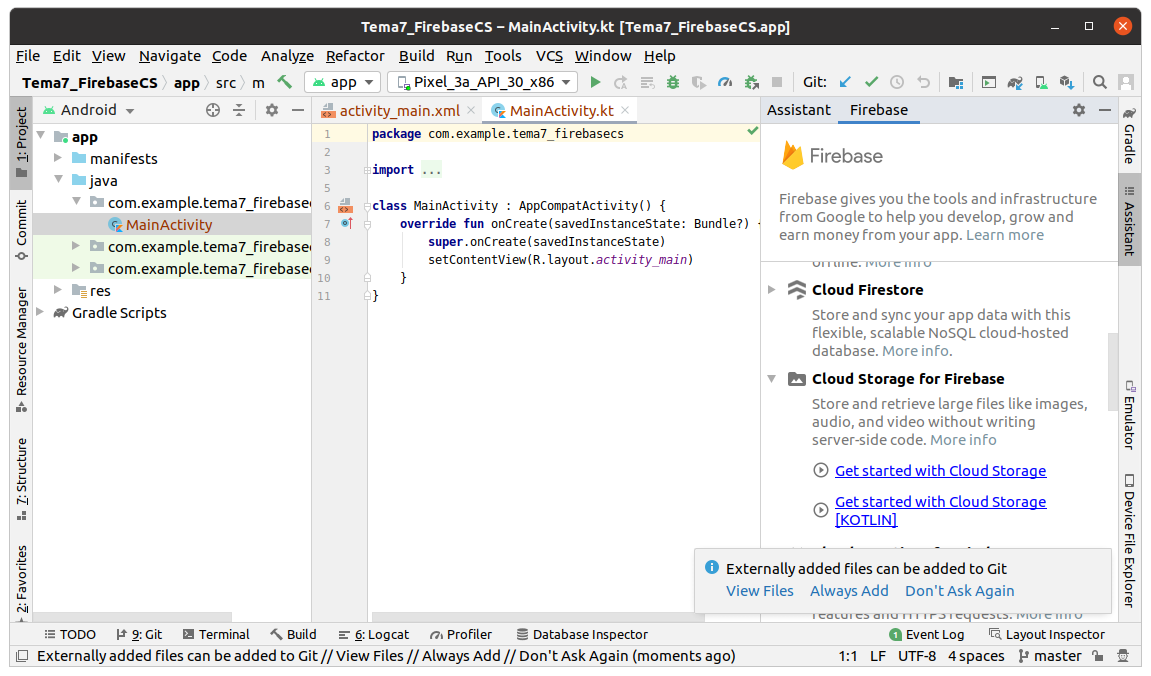 Tema7_FirebaseCS – MainActivity.kt [Tema7_FirebaseCS.app]
File Edit View Navigate Code Analyze Refactor Build Run Tools VCS Window Help
Tema7_FirebaseCS app src m app Pixel_3a_API_30_x86 Git:
1: Project
Commit
Resource Manager
7: Structure
2: Favorites
Android
app
manifests
java
com.example.tema7_firebase
MainActivity
com.example.tema7_firebase
com.example.tema7_firebase
res
Gradle Scripts
activity_main.xml MainActivity.kt
1 package com.example.tema7_firebasecs
2
3 import ...
5
6 class MainActivity : AppCompatActivity() {
7 override fun onCreate(savedInstanceState: Bundle?) {
8 super.onCreate(savedInstanceState)
9 setContentView(R.layout.activity_main)
10 }
11 }
Assistant Firebase
Firebase
Firebase gives you the tools and infrastructure
from Google to help you develop, grow and
earn money from your app. Learn more
offline. More info
Cloud Firestore
Store and sync your app data with this
flexible, scalable NoSQL cloud-hosted
database. More info.
Cloud Storage for Firebase
Store and retrieve large files like images,
audio, and video without writing
server-side code. More info
Get started with Cloud Storage
Get started with Cloud Storage
[KOTLIN]
Externally added files can be added to Git
View Files Always Add Don't Ask Again
features and HTTPS requests. More info
Gradle
Assistant
Emulator
Device File Explorer
TODO 9: Git Terminal Build 6: Logcat Profiler Database Inspector 1 Event Log Layout Inspector
Externally added files can be added to Git // View Files // Always Add // Don't Ask Again (moments ago) 1:1 LF UTF-8 4 spaces master